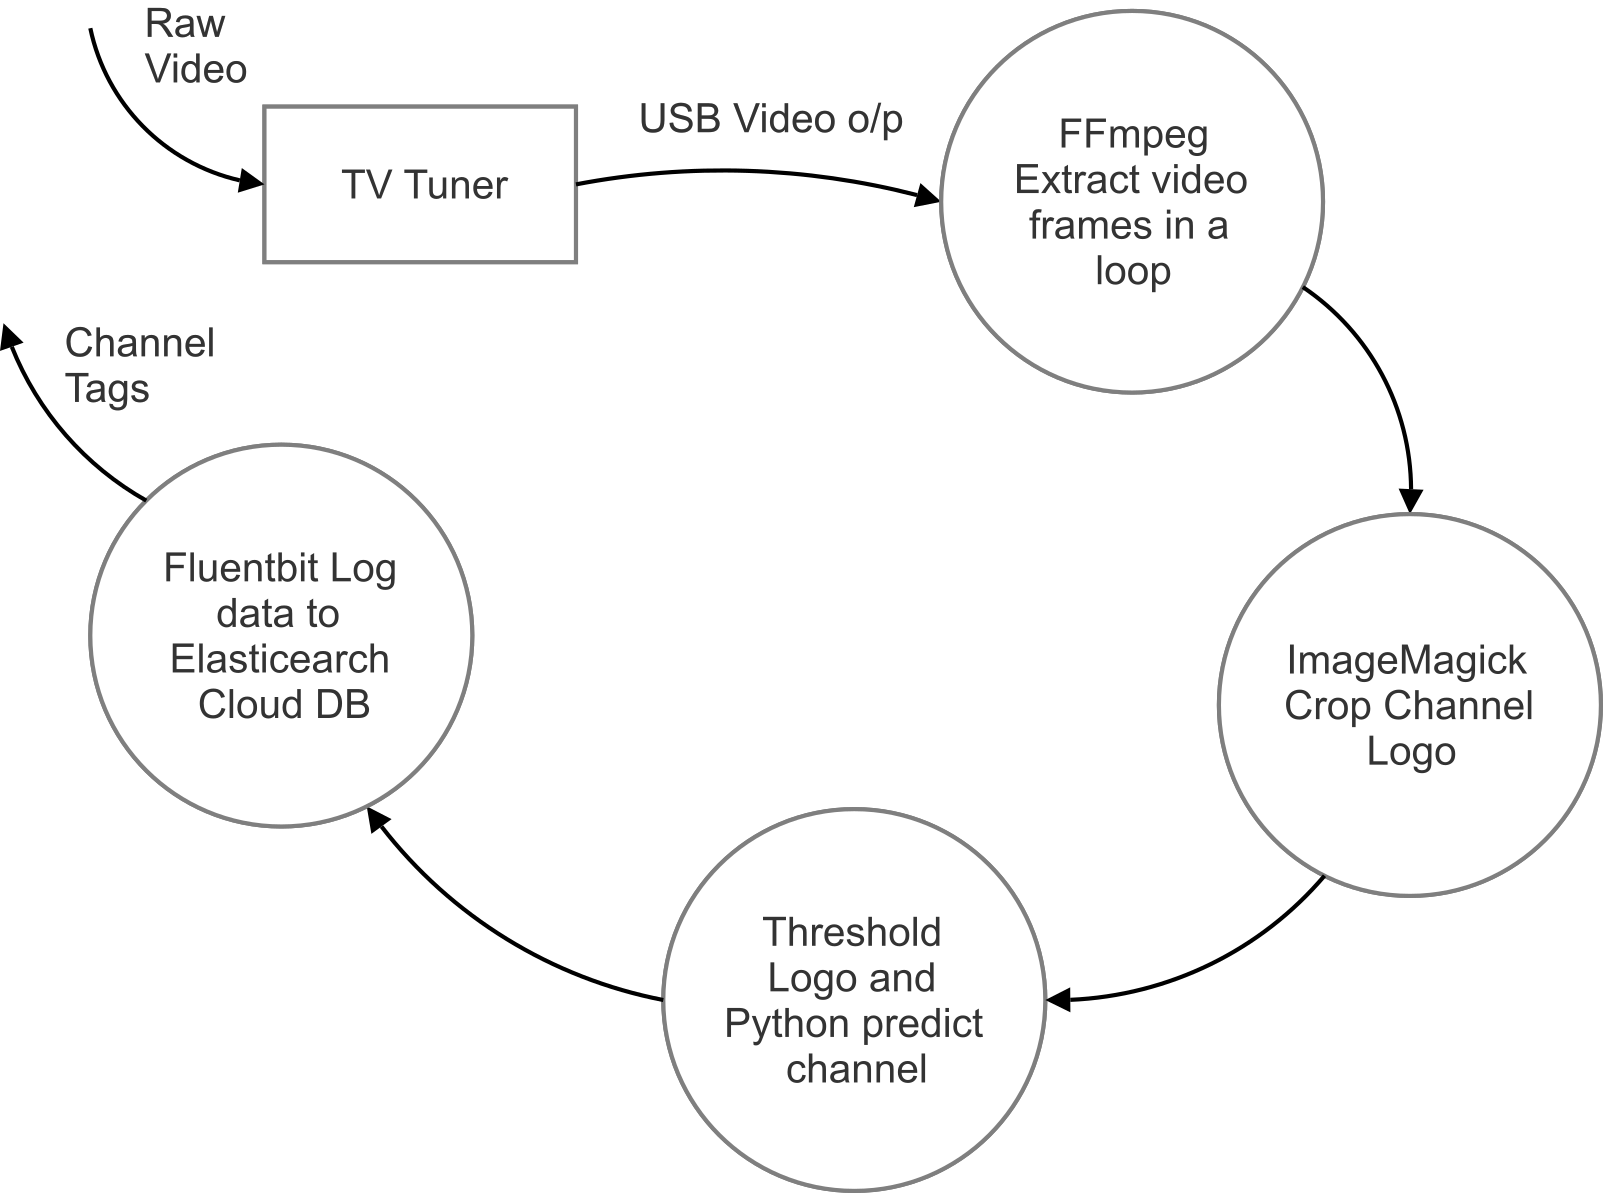 Raw
Video
TV Tuner
USB Video o/p
FFmpeg
Extract video
frames in a
loop
ImageMagick
Crop Channel
Logo
Threshold
Logo and
Python predict
channel
Fluentbit Log
data to
Elasticearch
Cloud DB
Channel
Tags